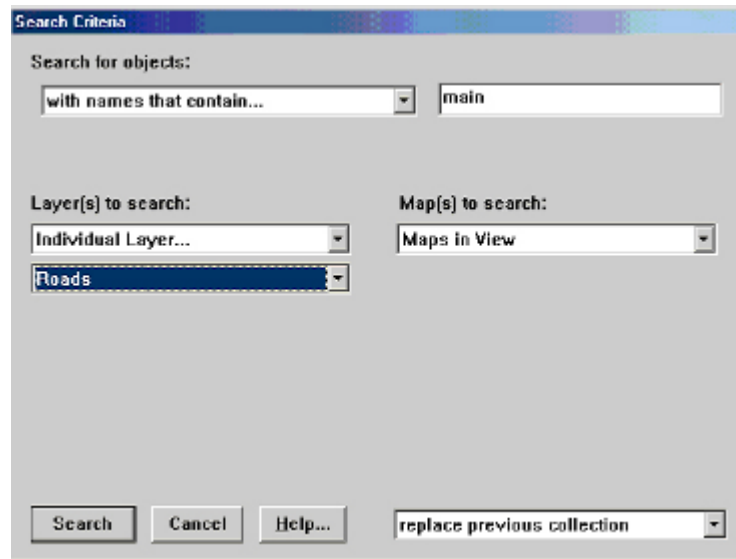 Search Criteria
Search for objects:
with names that contain... main
Layer(s) to search: Map(s) to search:
Individual Layer... Maps in View
Roads
Search Cancel Help... replace previous collection